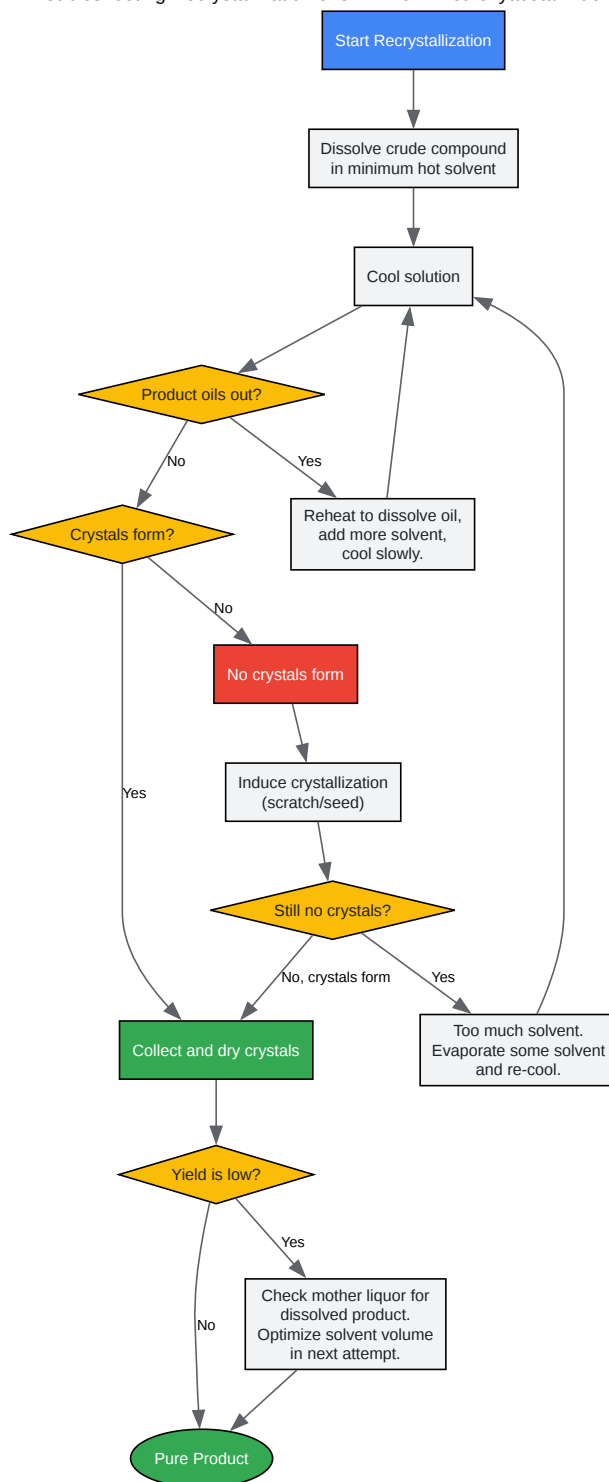 Start Recrystallization
Dissolve crude compound
in minimum hot solvent
Cool solution
Product oils out?
No
Yes
Reheat to dissolve oil,
add more solvent,
cool slowly.
Crystals form?
No
No crystals form
Yes
Induce crystallization
(scratch/seed)
Still no crystals?
No, crystals form
Yes
Too much solvent.
Evaporate some solvent
and re-cool.
Collect and dry crystals
Yield is low?
Yes
No
Check mother liquor for
dissolved product.
Optimize solvent volume
in next attempt.
Pure Product